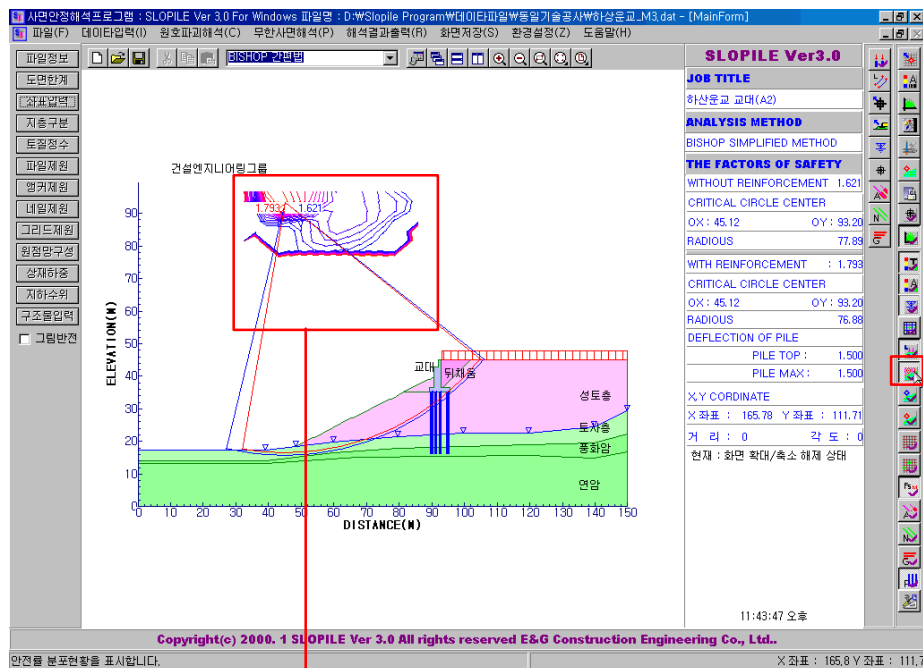 사면안정해석프로그램 : SLOPILE Ver 3,0 For Windows 파일명 : D:₩Slopile Program₩데이타파일₩동일기술공사₩하상운교_M3.dat - [MainForm]
파일(F) 데이타입력(I) 원호파괴해석(C) 무한사면해석(P) 해석결과출력(R) 화면저장(S) 환경설정(Z) 도움말(H)
파일정보
도면한계
좌표입력
지층구분
토질정수
파일제원
앵커제원
네일제원
그리드제원
원점망구성
상재하중
지하수위
구조물입력
그림반전
BISHOP 간편법
건설엔지니어링그룹
1.793 1.621
90
80
70
60
50
40
30
20
10
0
ELEVATION(M)
0 10 20 30 40 50 60 70 80 90 100 110 120 130 140 150
DISTANCE(M)
교대
뒤채움
성토층
토사층
풍화암
연암
SLOPILE Ver3.0
JOB TITLE
하산운교 교대(A2)
ANALYSIS METHOD
BISHOP SIMPLIFIED METHOD
THE FACTORS OF SAFETY
WITHOUT REINFORCEMENT 1.621
CRITICAL CIRCLE CENTER
OX : 45.12 OY : 93.20
RADIOUS 77.89
WITH REINFORCEMENT : 1.793
CRITICAL CIRCLE CENTER
OX : 45.12 OY : 93.20
RADIOUS 76.88
DEFLECTION OF PILE
PILE TOP : 1.500
PILE MAX : 1.500
X,Y CORDINATE
X 좌표 : 165.78 Y 좌표 : 111.71
거 리 : 0 각 도 : 0
현재 : 화면 확대/축소 해제 상태
11:43:47 오후
Copyright(c) 2000. 1 SLOPILE Ver 3.0 All rights reserved E&G Construction Engineering Co., Ltd..
안전률 분포현황을 표시합니다.
X 좌표 : 165,8 Y 좌표 : 111,7